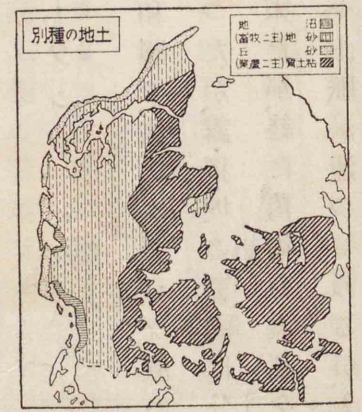 別種の地土
地沼
(畜牧ニ主)地砂
丘砂
(業農ニ主)質土粘